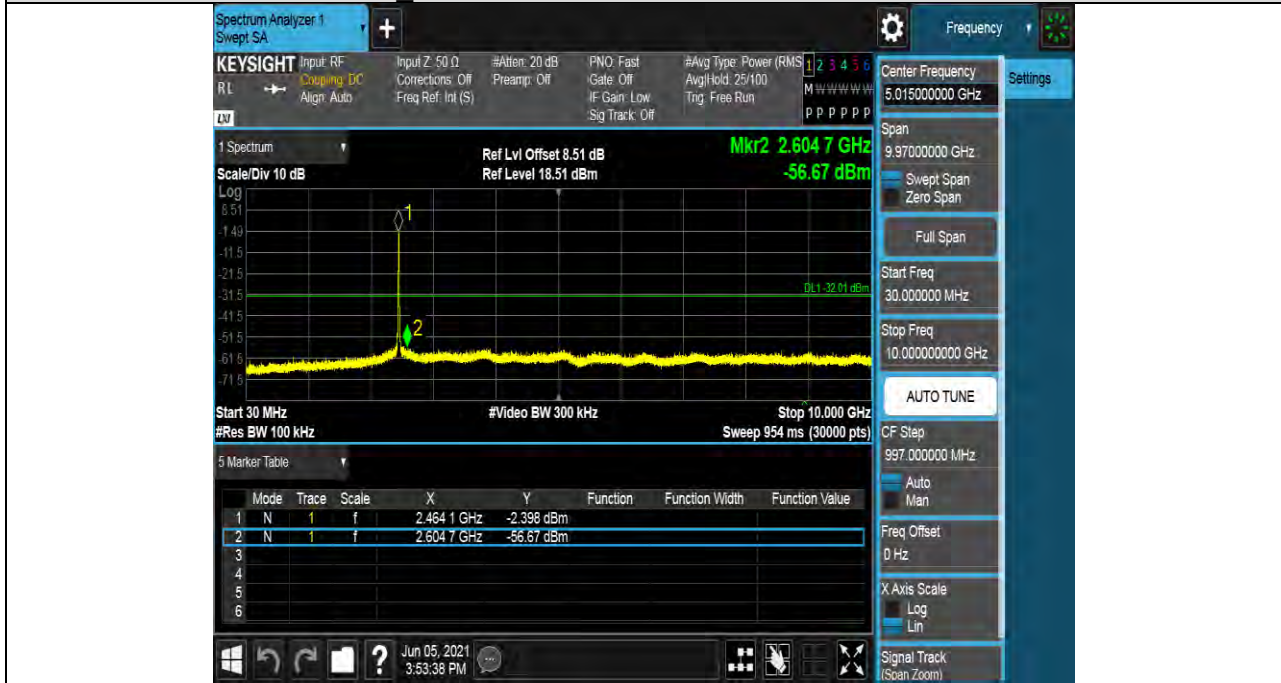 Spectrum Analyzer 1
Swept SA
Frequency
KEYSIGHT Input: RF Input Z: 50 Ω #Atten: 20 dB PNO: Fast #Avg Type: Power (RMS 1 2 3 4 5 6
RL Coupling: DC Corrections: Off Preamp: Off Gate: Off Avg|Hold: 25/100 M W W W W W
Align: Auto Freq Ref: Int (S) IF Gain: Low Trig: Free Run
LXI Sig Track: Off P P P P P P
1 Spectrum Ref Lvl Offset 8.51 dB Mkr2 2.604 7 GHz
Scale/Div 10 dB Ref Level 18.51 dBm -56.67 dBm
Log
8.51
-1.49
-11.5
-21.5
-31.5
-41.5
-51.5
-61.5
-71.5
1
2
DL1 -32.01 dBm
Start 30 MHz #Video BW 300 kHz Stop 10.000 GHz
#Res BW 100 kHz Sweep 954 ms (30000 pts)
5 Marker Table
Mode Trace Scale X Y Function Function Width Function Value
1 N 1 f 2.464 1 GHz -2.398 dBm
2 N 1 f 2.604 7 GHz -56.67 dBm
3
4
5
6
? Jun 05, 2021
3:53:38 PM
Center Frequency
5.015000000 GHz
Settings
Span
9.97000000 GHz
Swept Span
Zero Span
Full Span
Start Freq
30.000000 MHz
Stop Freq
10.000000000 GHz
AUTO TUNE
CF Step
997.000000 MHz
Auto
Man
Freq Offset
0 Hz
X Axis Scale
Log
Lin
Signal Track
(Span Zoom)